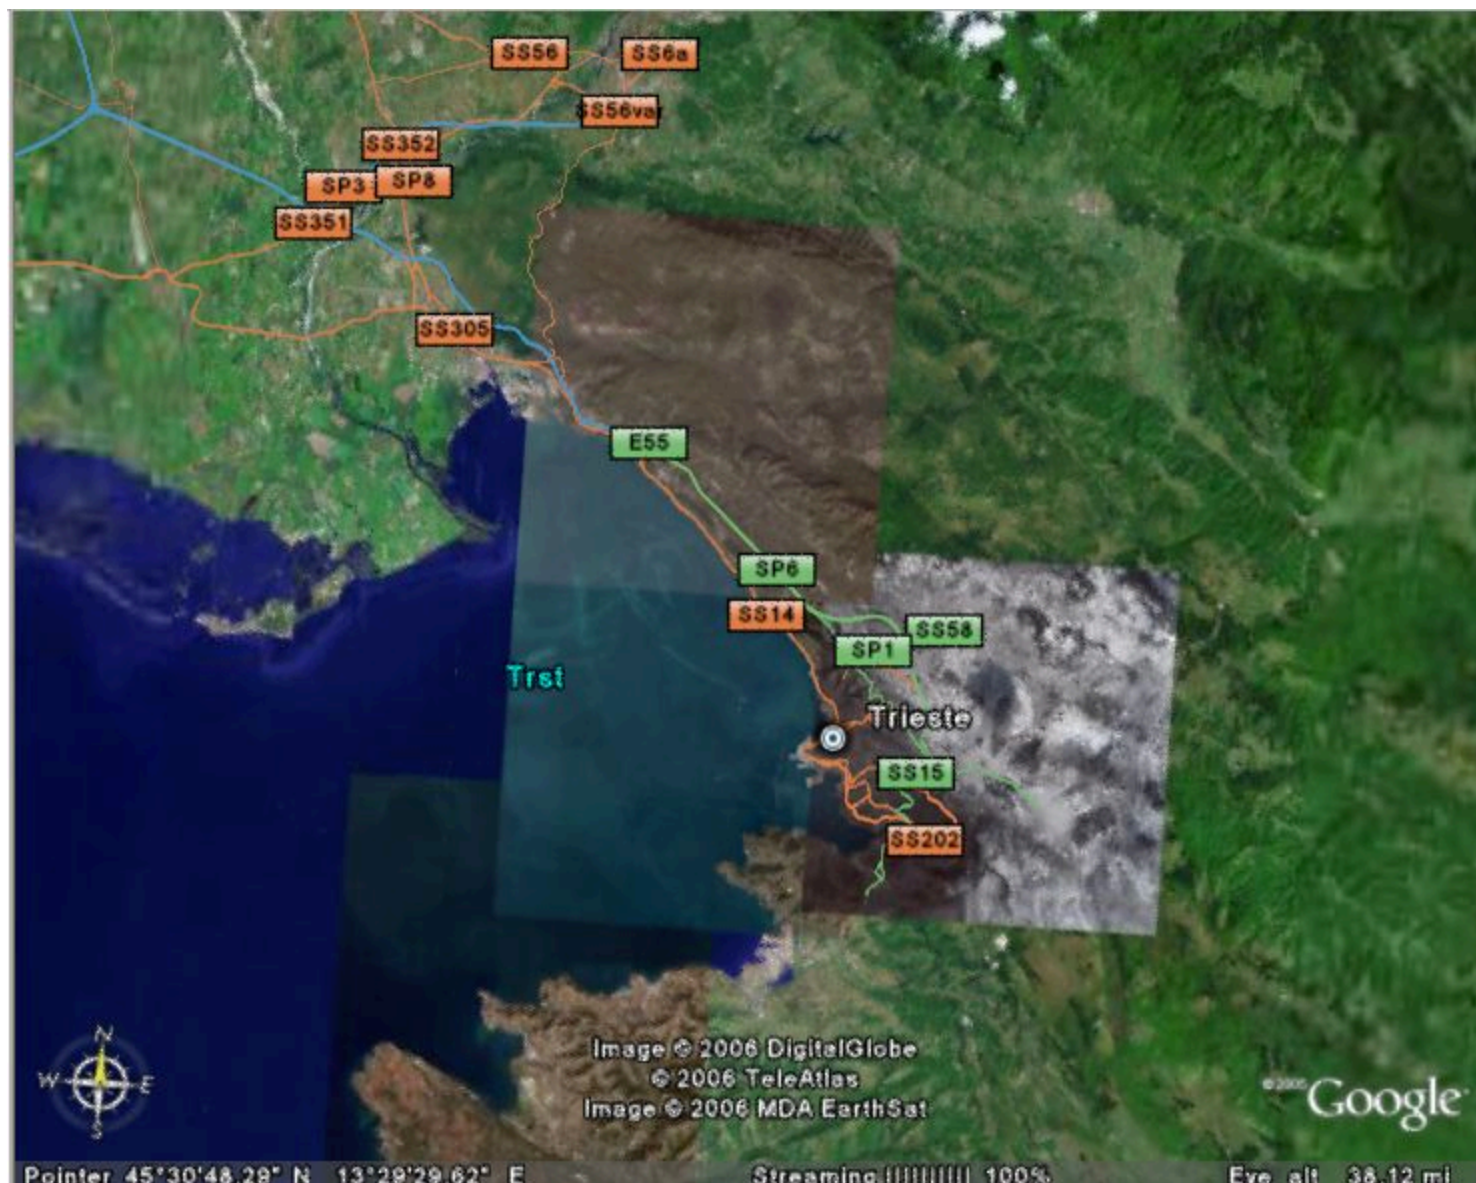 SS56
SS6a
SS56var
SS352
SP3
SP8
SS351
SS305
E55
SP6
SS14
SS58
SP1
Trst
Trieste
SS15
SS202
N
W
E
S
Image © 2006 DigitalGlobe
© 2006 TeleAtlas
Image © 2006 MDA EarthSat
©2005 Google
Pointer 45°30'48.29" N 13°29'29.62" E Streaming |||||||||| 100% Eye alt 38.12 mi